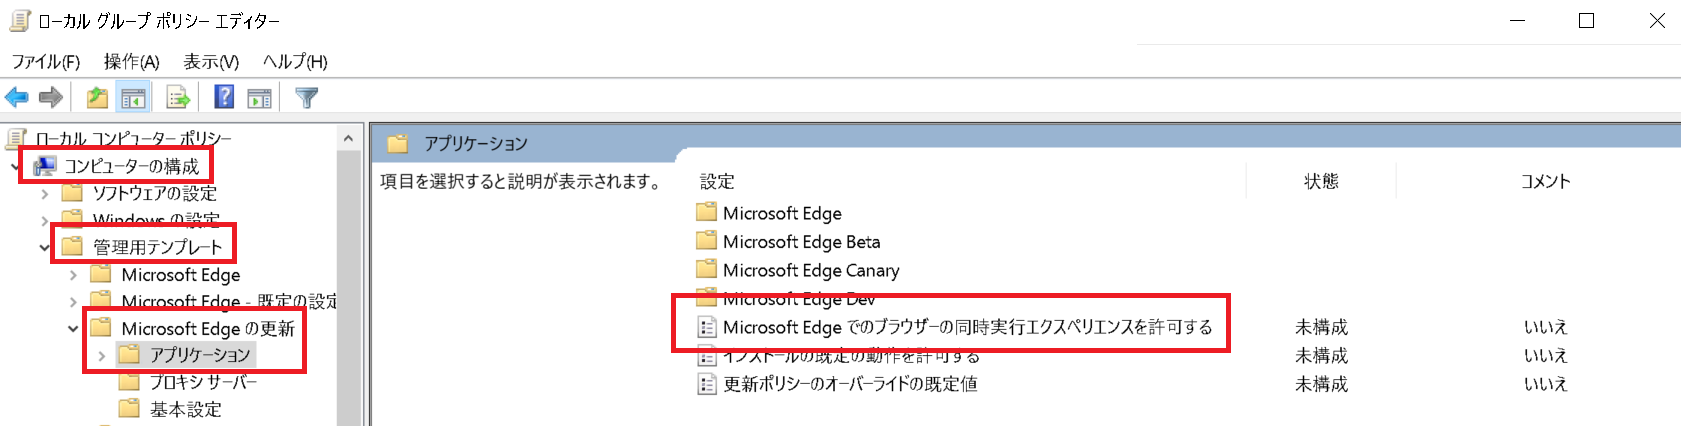 ローカル グループ ポリシー エディター
ファイル(F) 操作(A) 表示(V) ヘルプ(H)
ローカル コンピューター ポリシー
コンピューターの構成
ソフトウェアの設定
Windows の設定
管理用テンプレート
Microsoft Edge
Microsoft Edge - 既定の設定
Microsoft Edge の更新
アプリケーション
プロキシ サーバー
基本設定
アプリケーション
項目を選択すると説明が表示されます。
設定 状態 コメント
Microsoft Edge
Microsoft Edge Beta
Microsoft Edge Canary
Microsoft Edge Dev
Microsoft Edge でのブラウザーの同時実行エクスペリエンスを許可する 未構成 いいえ
インストールの既定の動作を許可する 未構成 いいえ
更新ポリシーのオーバーライドの既定値 未構成 いいえ